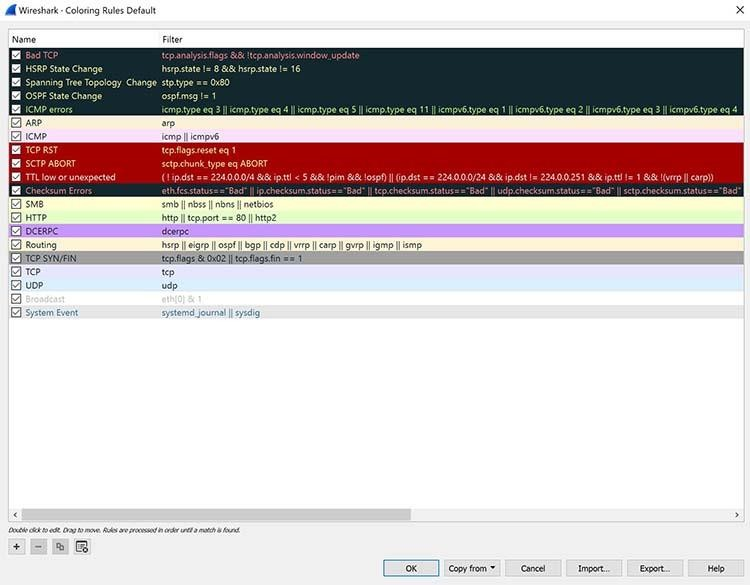 Wireshark - Coloring Rules Default
Name Filter
Bad TCP tcp.analysis.flags && !tcp.analysis.window_update
HSRP State Change hsrp.state != 8 && hsrp.state != 16
Spanning Tree Topology Change stp.type == 0x80
OSPF State Change ospf.msg != 1
ICMP errors icmp.type eq 3 || icmp.type eq 4 || icmp.type eq 5 || icmp.type eq 11 || icmpv6.type eq 1 || icmpv6.type eq 2 || icmpv6.type eq 3 || icmpv6.type eq 4
ARP arp
ICMP icmp || icmpv6
TCP RST tcp.flags.reset eq 1
SCTP ABORT sctp.chunk_type eq ABORT
TTL low or unexpected ( ! ip.dst == 224.0.0.0/4 && ip.ttl < 5 && !pim && !ospf) || (ip.dst == 224.0.0.0/24 && ip.dst != 224.0.0.251 && ip.ttl != 1 && !(vrrp || carp))
Checksum Errors eth.fcs.status=="Bad" || ip.checksum.status=="Bad" || tcp.checksum.status=="Bad" || udp.checksum.status=="Bad" || sctp.checksum.status=="Bad"
SMB smb || nbss || nbns || netbios
HTTP http || tcp.port == 80 || http2
DCERPC dcerpc
Routing hsrp || eigrp || ospf || bgp || cdp || vrrp || carp || gvrp || igmp || ismp
TCP SYN/FIN tcp.flags & 0x02 || tcp.flags.fin == 1
TCP tcp
UDP udp
Broadcast eth[0] & 1
System Event systemd_journal || sysdig
Double click to edit. Drag to move. Rules are processed in order until a match is found.
OK Copy from Cancel Import... Export... Help